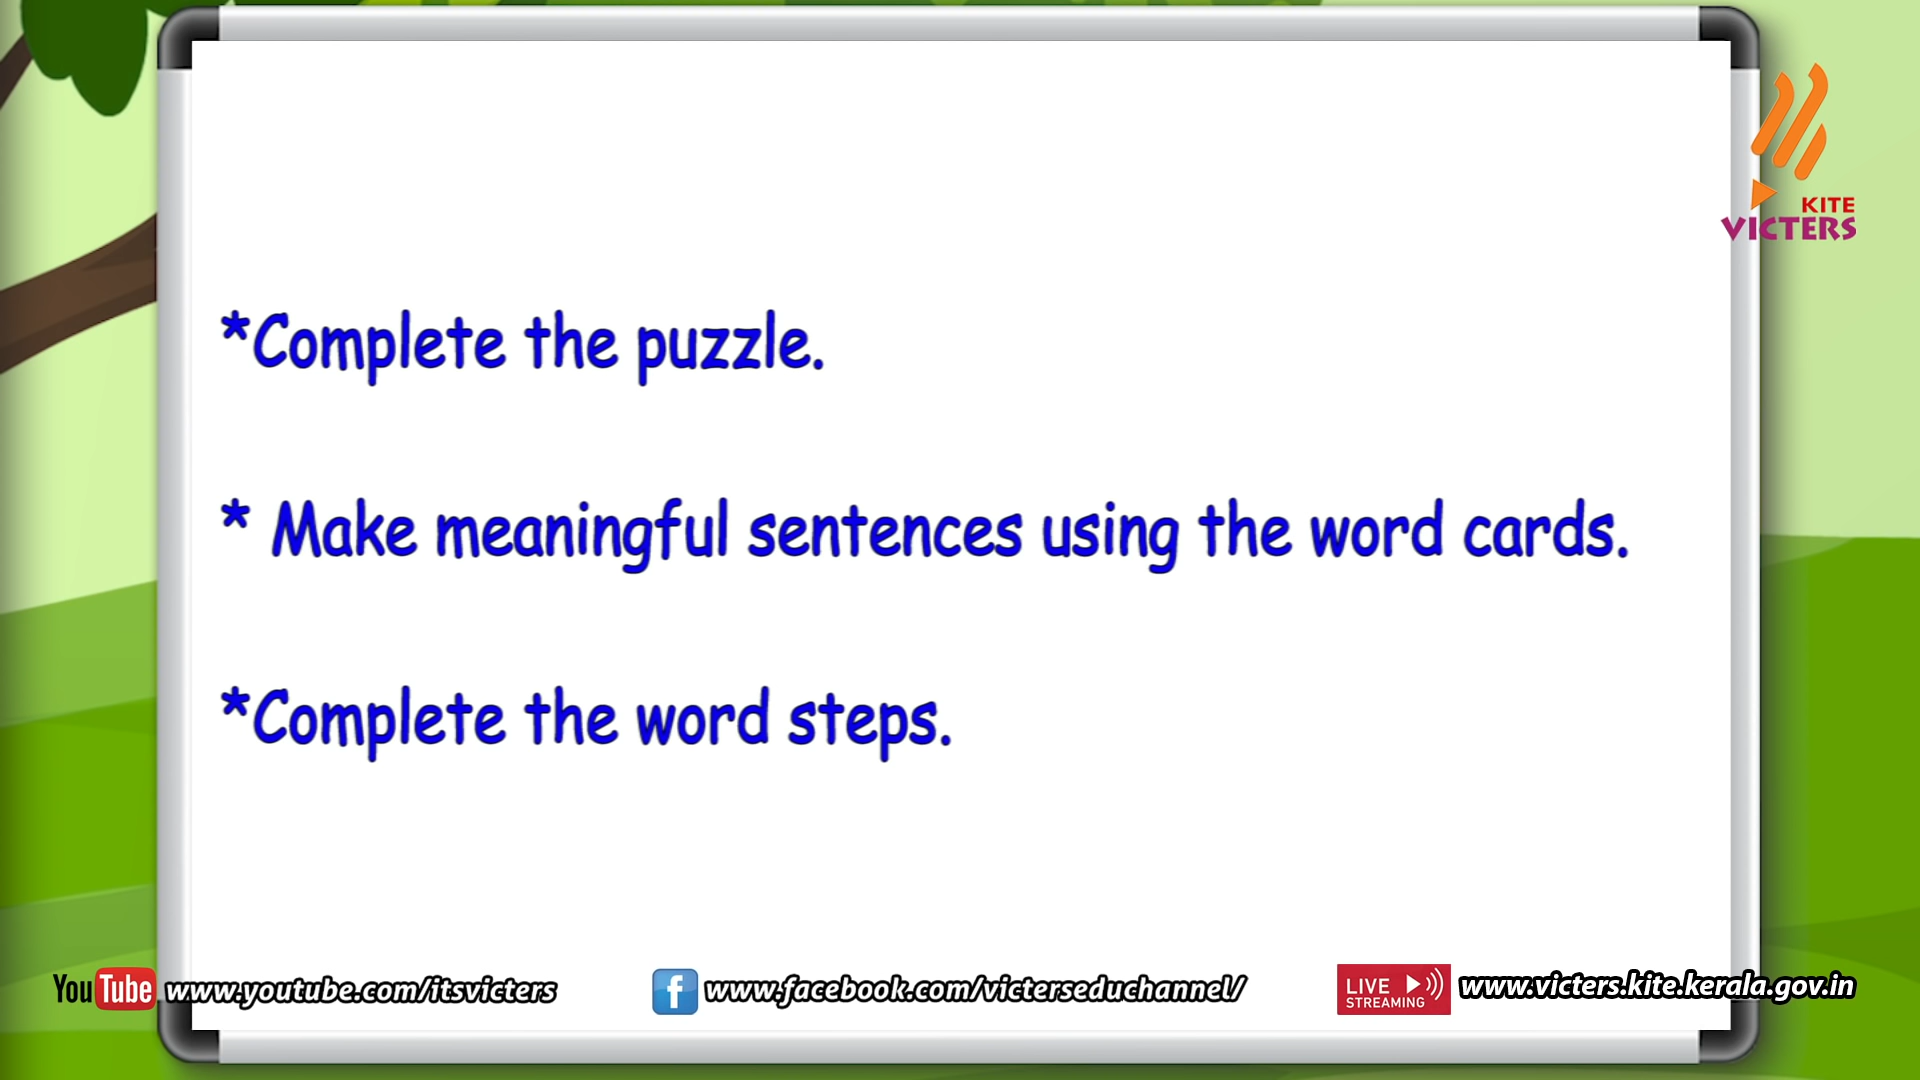 KITE
VICTERS
*Complete the puzzle.
* Make meaningful sentences using the word cards.
*Complete the word steps.
YouTube www.youtube.com/itsvicters
f www.facebook.com/victerseduchannel/
LIVE STREAMING www.victers.kite.kerala.gov.in